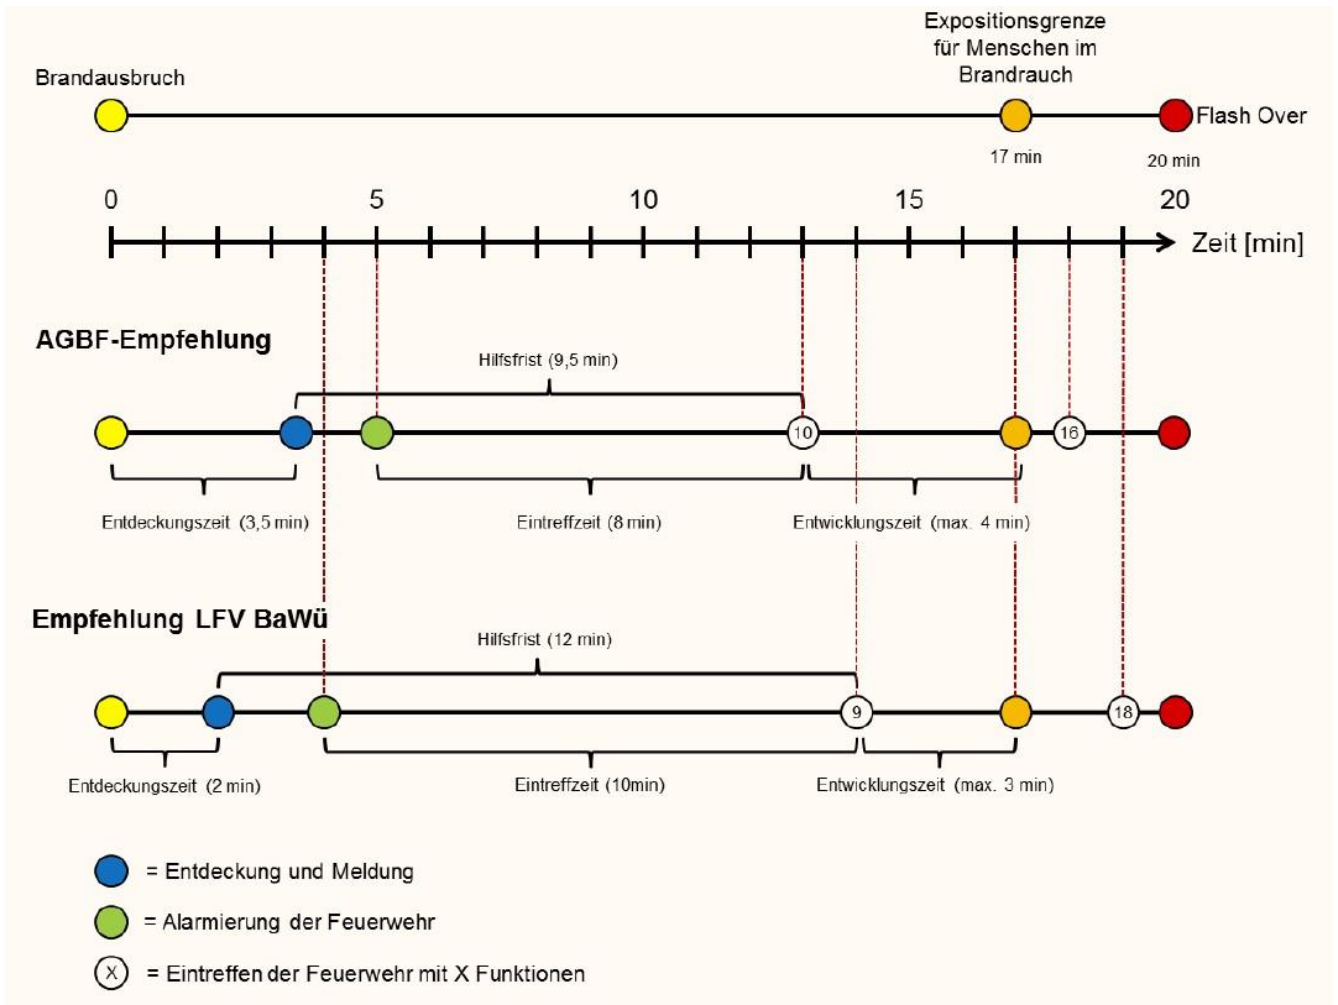 Expositionsgrenze
für Menschen im
Brandrauch
Brandausbruch
Flash Over
17 min
20 min
0 5 10 15 20
Zeit [min]
AGBF-Empfehlung
Hilfsfrist (9,5 min)
10
16
Entdeckungszeit (3,5 min) Eintreffzeit (8 min) Entwicklungszeit (max. 4 min)
Empfehlung LFV BaWü
Hilfsfrist (12 min)
9
18
Entdeckungszeit (2 min) Eintreffzeit (10min) Entwicklungszeit (max. 3 min)
= Entdeckung und Meldung
= Alarmierung der Feuerwehr
X = Eintreffen der Feuerwehr mit X Funktionen